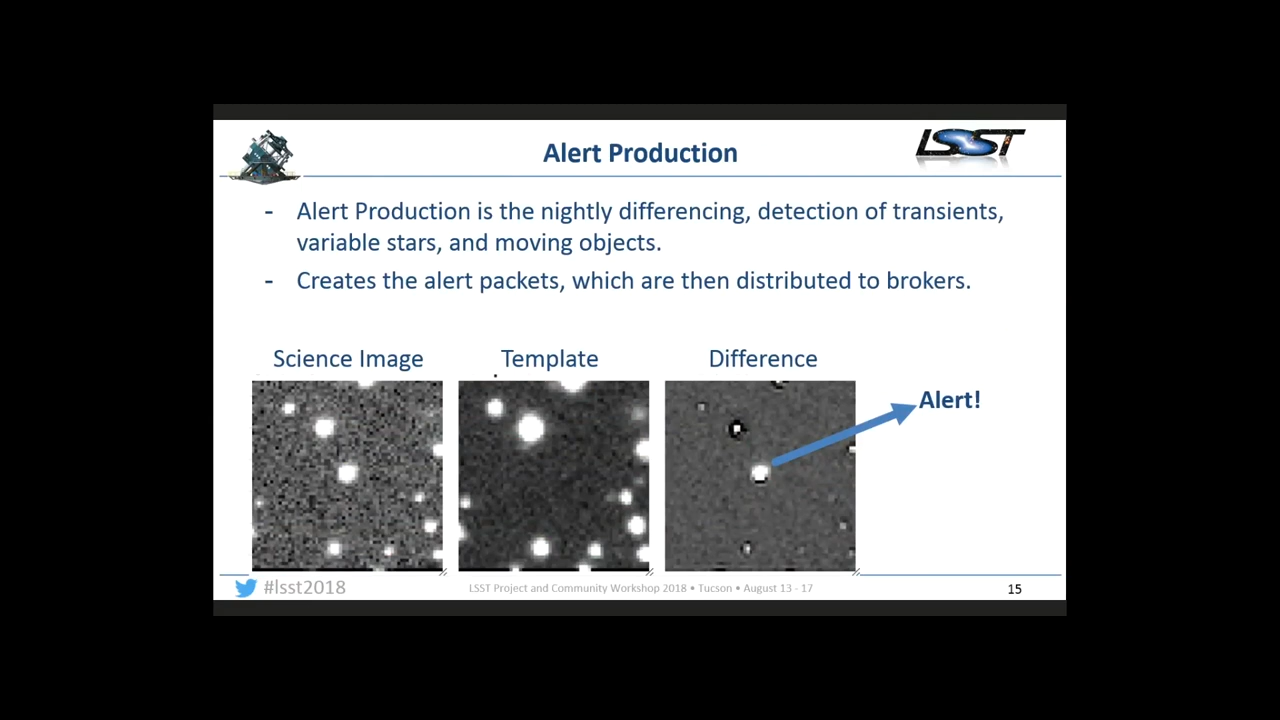 Alert Production
LSST
- Alert Production is the nightly differencing, detection of transients,
variable stars, and moving objects.
- Creates the alert packets, which are then distributed to brokers.
Science Image
Template
Difference
Alert!
#lsst2018
LSST Project and Community Workshop 2018 • Tucson • August 13 - 17
15